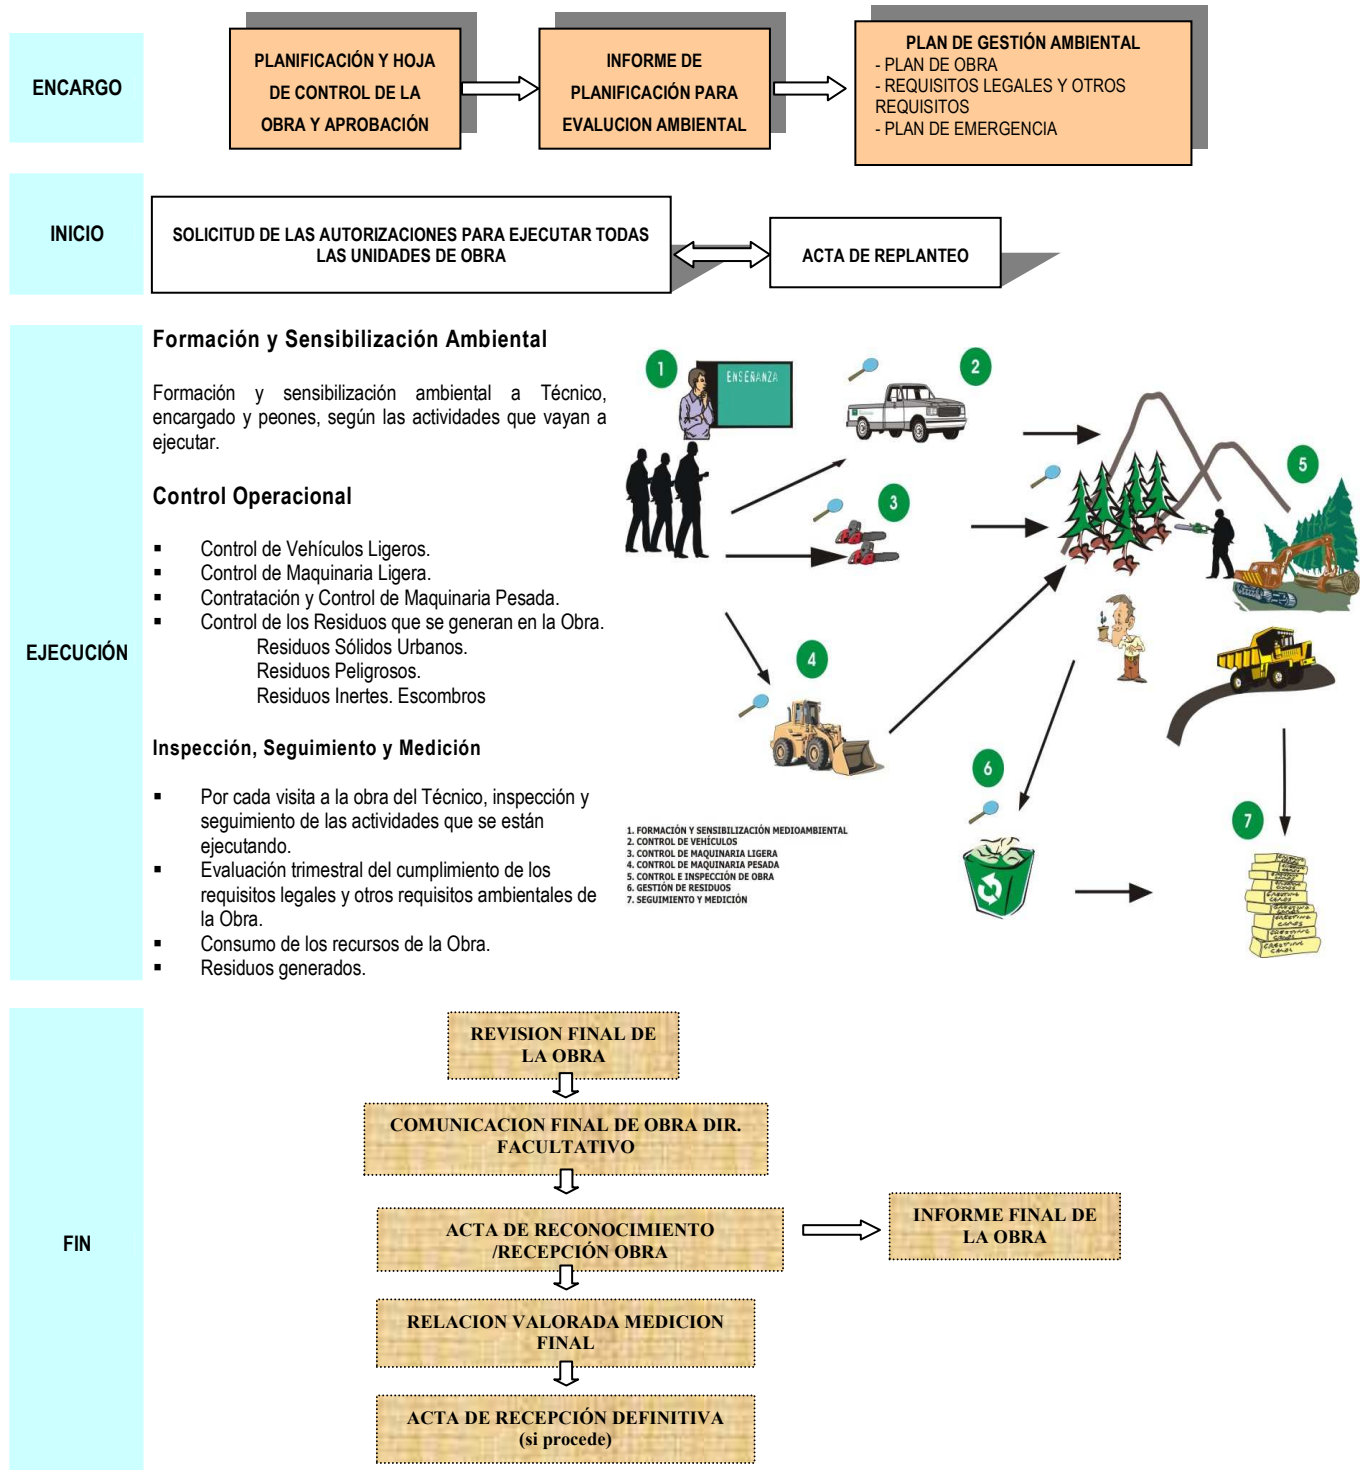 ENCARGO
PLANIFICACIÓN Y HOJA
DE CONTROL DE LA
OBRA Y APROBACIÓN
INFORME DE
PLANIFICACIÓN PARA
EVALUCION AMBIENTAL
PLAN DE GESTIÓN AMBIENTAL
- PLAN DE OBRA
- REQUISITOS LEGALES Y OTROS
REQUISITOS
- PLAN DE EMERGENCIA
INICIO
SOLICITUD DE LAS AUTORIZACIONES PARA EJECUTAR TODAS
LAS UNIDADES DE OBRA
ACTA DE REPLANTEO
EJECUCIÓN
Formación y Sensibilización Ambiental
Formación y sensibilización ambiental a Técnico,
encargado y peones, según las actividades que vayan a
ejecutar.
Control Operacional
▪ Control de Vehículos Ligeros.
▪ Control de Maquinaria Ligera.
▪ Contratación y Control de Maquinaria Pesada.
▪ Control de los Residuos que se generan en la Obra.
Residuos Sólidos Urbanos.
Residuos Peligrosos.
Residuos Inertes. Escombros
Inspección, Seguimiento y Medición
▪ Por cada visita a la obra del Técnico, inspección y
seguimiento de las actividades que se están
ejecutando.
▪ Evaluación trimestral del cumplimiento de los
requisitos legales y otros requisitos ambientales de
la Obra.
▪ Consumo de los recursos de la Obra.
▪ Residuos generados.
1
ENSEÑANZA
2
3
4
5
6
7
1. FORMACIÓN Y SENSIBILIZACIÓN MEDIOAMBIENTAL
2. CONTROL DE VEHÍCULOS
3. CONTROL DE MAQUINARIA LIGERA
4. CONTROL DE MAQUINARIA PESADA
5. CONTROL E INSPECCIÓN DE OBRA
6. GESTIÓN DE RESIDUOS
7. SEGUIMIENTO Y MEDICIÓN
GREETING
CARDS
FIN
REVISION FINAL DE
LA OBRA
COMUNICACION FINAL DE OBRA DIR.
FACULTATIVO
ACTA DE RECONOCIMIENTO
/RECEPCIÓN OBRA
INFORME FINAL DE
LA OBRA
RELACION VALORADA MEDICION
FINAL
ACTA DE RECEPCIÓN DEFINITIVA
(si procede)